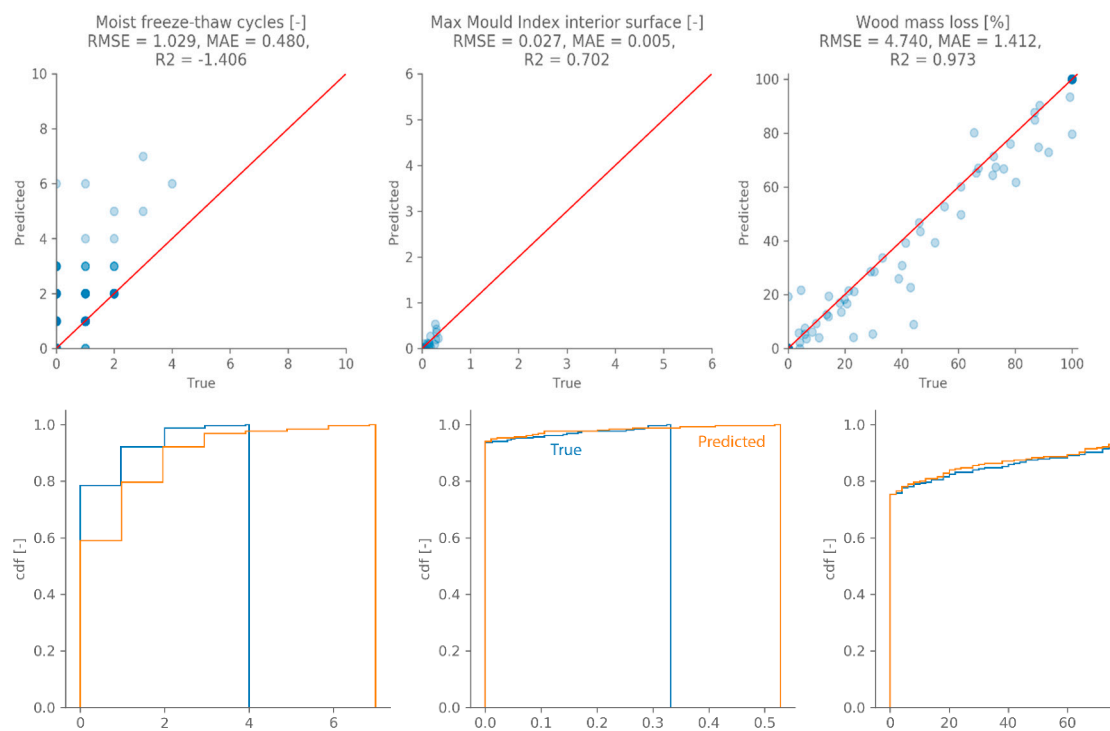 Moist freeze-thaw cycles [-]
RMSE = 1.029, MAE = 0.480,
R2 = -1.406
10
8
6
4
2
0
Predicted
0 2 4 6 8 10
True
Max Mould Index interior surface [-]
RMSE = 0.027, MAE = 0.005,
R2 = 0.702
6
5
4
3
2
1
0
Predicted
0 1 2 3 4 5 6
True
Wood mass loss [%]
RMSE = 4.740, MAE = 1.412,
R2 = 0.973
100
80
60
40
20
0
Predicted
0 20 40 60 80 100
True
1.0
0.8
0.6
0.4
0.2
0.0
cdf [-]
0 2 4 6
1.0
0.8
0.6
0.4
0.2
0.0
cdf [-]
True
Predicted
0.0 0.1 0.2 0.3 0.4 0.5
1.0
0.8
0.6
0.4
0.2
0.0
cdf [-]
0 20 40 60